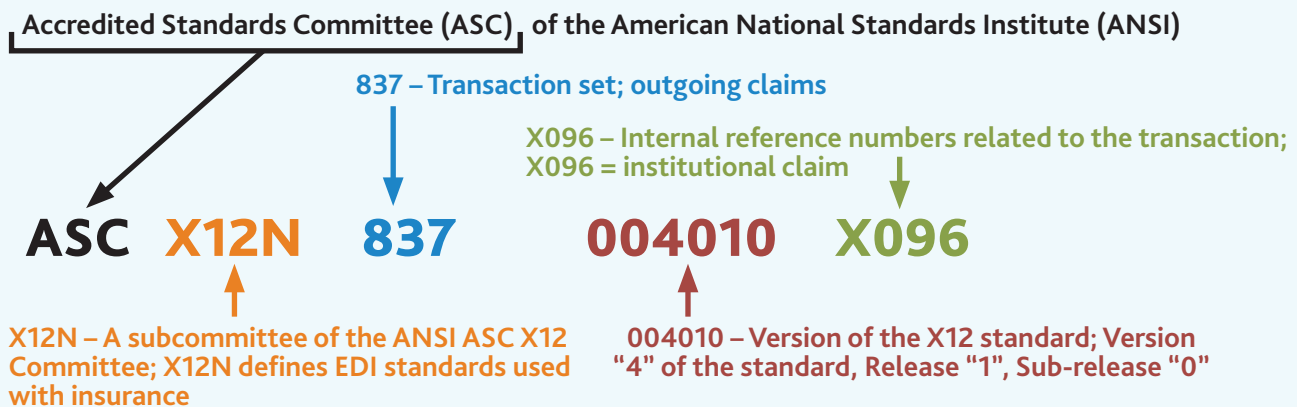 Accredited Standards Committee (ASC) of the American National Standards Institute (ANSI)
837 – Transaction set; outgoing claims
X096 – Internal reference numbers related to the transaction;
X096 = institutional claim
ASC X12N 837 004010 X096
X12N – A subcommittee of the ANSI ASC X12
Committee; X12N defines EDI standards used
with insurance
004010 – Version of the X12 standard; Version
“4” of the standard, Release “1”, Sub-release “0”